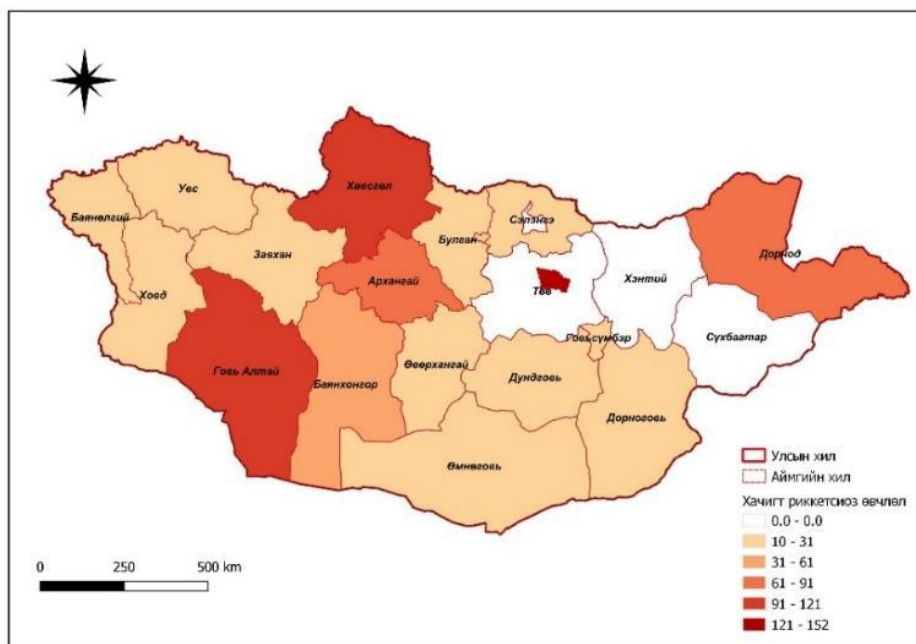 Хөвсгөл
Увс
Баянөлгий
Сэлэнгэ
Булган
Завхан
Дорнод
Архангай
Хэнтий
Ховд
Төв
Говьсүмбэр
Сүхбаатар
Говь Алтай
Өвөрхангай
Баянхонгор
Дундговь
Дорноговь
Өмнөговь
Улсын хил
Аймгийн хил
Хачигт риккетсиоз өвчлөл
0.0 - 0.0
10 - 31
31 - 61
61 - 91
91 - 121
121 - 152
0 250 500 km